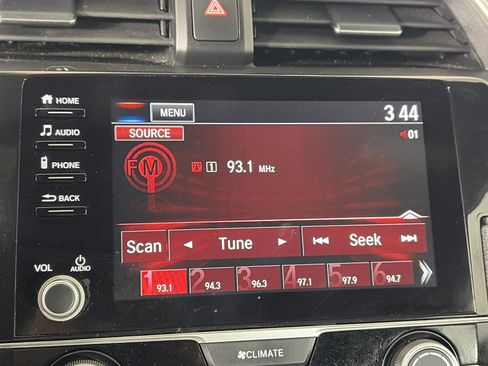 HOME
MENU
3 44
AUDIO
SOURCE
01
PHONE
FM
1 93.1 MHz
BACK
Scan
Tune
Seek
VOL
AUDIO
1 93.1
2 94.3
3 96.3
4 97.1
5 97.9
6 94.7
CLIMATE